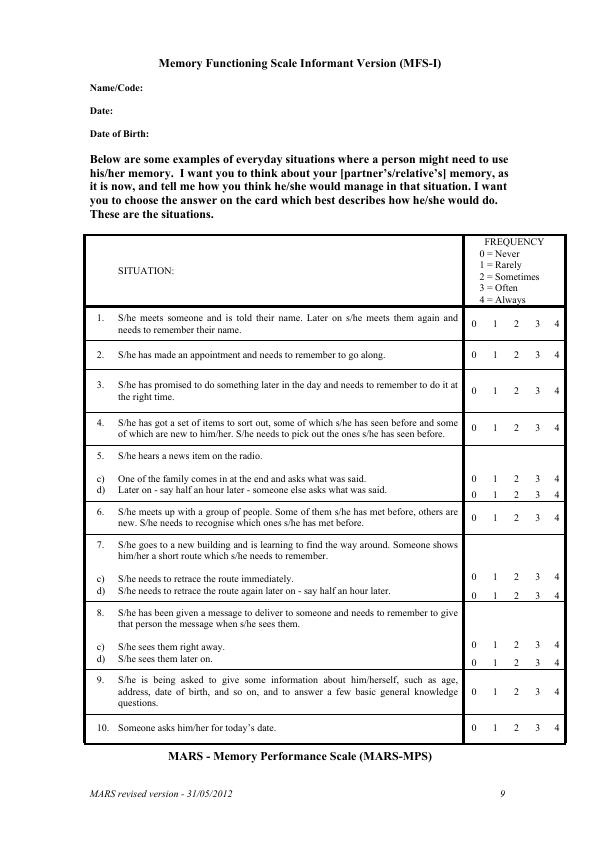 Memory Functioning Scale Informant Version (MFS-I)
Name/Code:
Date:
Date of Birth:
Below are some examples of everyday situations where a person might need to use
his/her memory.  I want you to think about your [partner's/relative's] memory, as
it is now, and tell me how you think he/she would manage in that situation. I want
you to choose the answer on the card which best describes how he/she would do.
These are the situations.
SITUATION:
FREQUENCY
0 = Never
1 = Rarely
2 = Sometimes
3 = Often
4 = Always
1. S/he meets someone and is told their name. Later on s/he meets them again and
needs to remember their name.
0 1 2 3 4
2. S/he has made an appointment and needs to remember to go along.
0 1 2 3 4
3. S/he has promised to do something later in the day and needs to remember to do it at
the right time.
0 1 2 3 4
4. S/he has got a set of items to sort out, some of which s/he has seen before and some
of which are new to him/her. S/he needs to pick out the ones s/he has seen before.
0 1 2 3 4
5. S/he hears a news item on the radio.
c) One of the family comes in at the end and asks what was said.
0 1 2 3 4
d) Later on - say half an hour later - someone else asks what was said.
0 1 2 3 4
6. S/he meets up with a group of people. Some of them s/he has met before, others are
new. S/he needs to recognise which ones s/he has met before.
0 1 2 3 4
7. S/he goes to a new building and is learning to find the way around. Someone shows
him/her a short route which s/he needs to remember.
c) S/he needs to retrace the route immediately.
0 1 2 3 4
d) S/he needs to retrace the route again later on - say half an hour later.
0 1 2 3 4
8. S/he has been given a message to deliver to someone and needs to remember to give
that person the message when s/he sees them.
c) S/he sees them right away.
0 1 2 3 4
d) S/he sees them later on.
0 1 2 3 4
9. S/he is being asked to give some information about him/herself, such as age,
address, date of birth, and so on, and to answer a few basic general knowledge
questions.
0 1 2 3 4
10. Someone asks him/her for today's date.
0 1 2 3 4
MARS - Memory Performance Scale (MARS-MPS)
MARS revised version - 31/05/2012 9